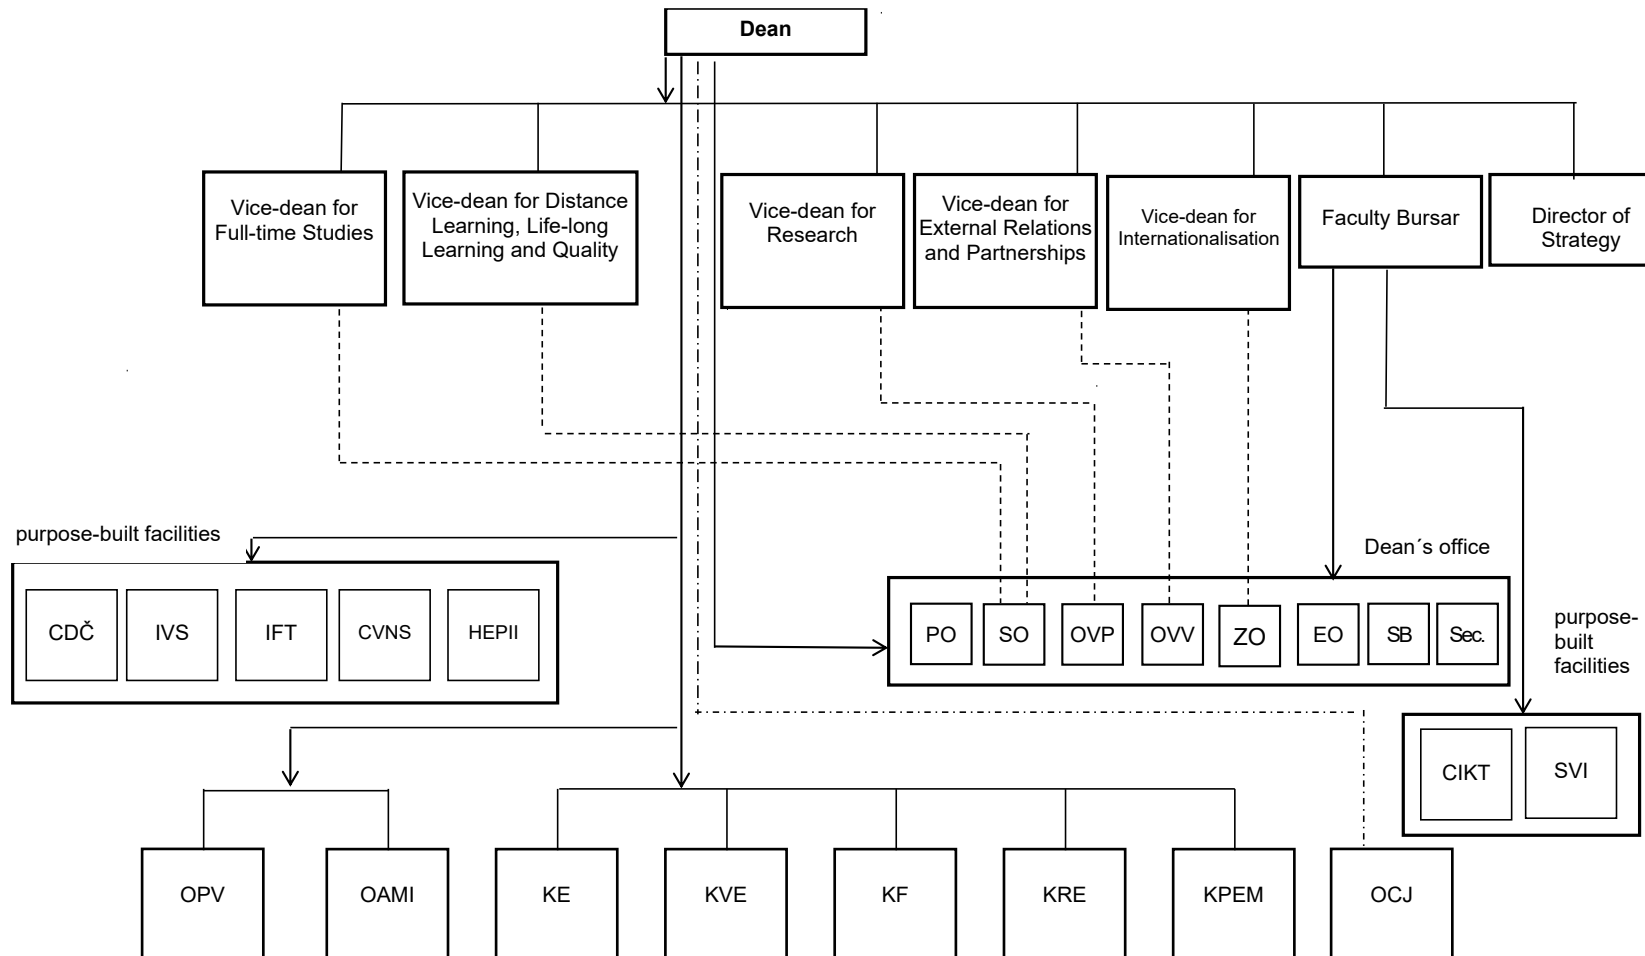 Dean
Vice-dean for
Full-time Studies
Vice-dean for Distance
Learning, Life-long
Learning and Quality
Vice-dean for
Research
Vice-dean for
External Relations
and Partnerships
Vice-dean for
Internationalisation
Faculty Bursar
Director of
Strategy
purpose-built facilities
CDČ
IVS
IFT
CVNS
HEPII
Dean´s office
PO
SO
OVP
OVV
ZO
EO
SB
Sec.
purpose-
built
facilities
CIKT
SVI
OPV
OAMI
KE
KVE
KF
KRE
KPEM
OCJ